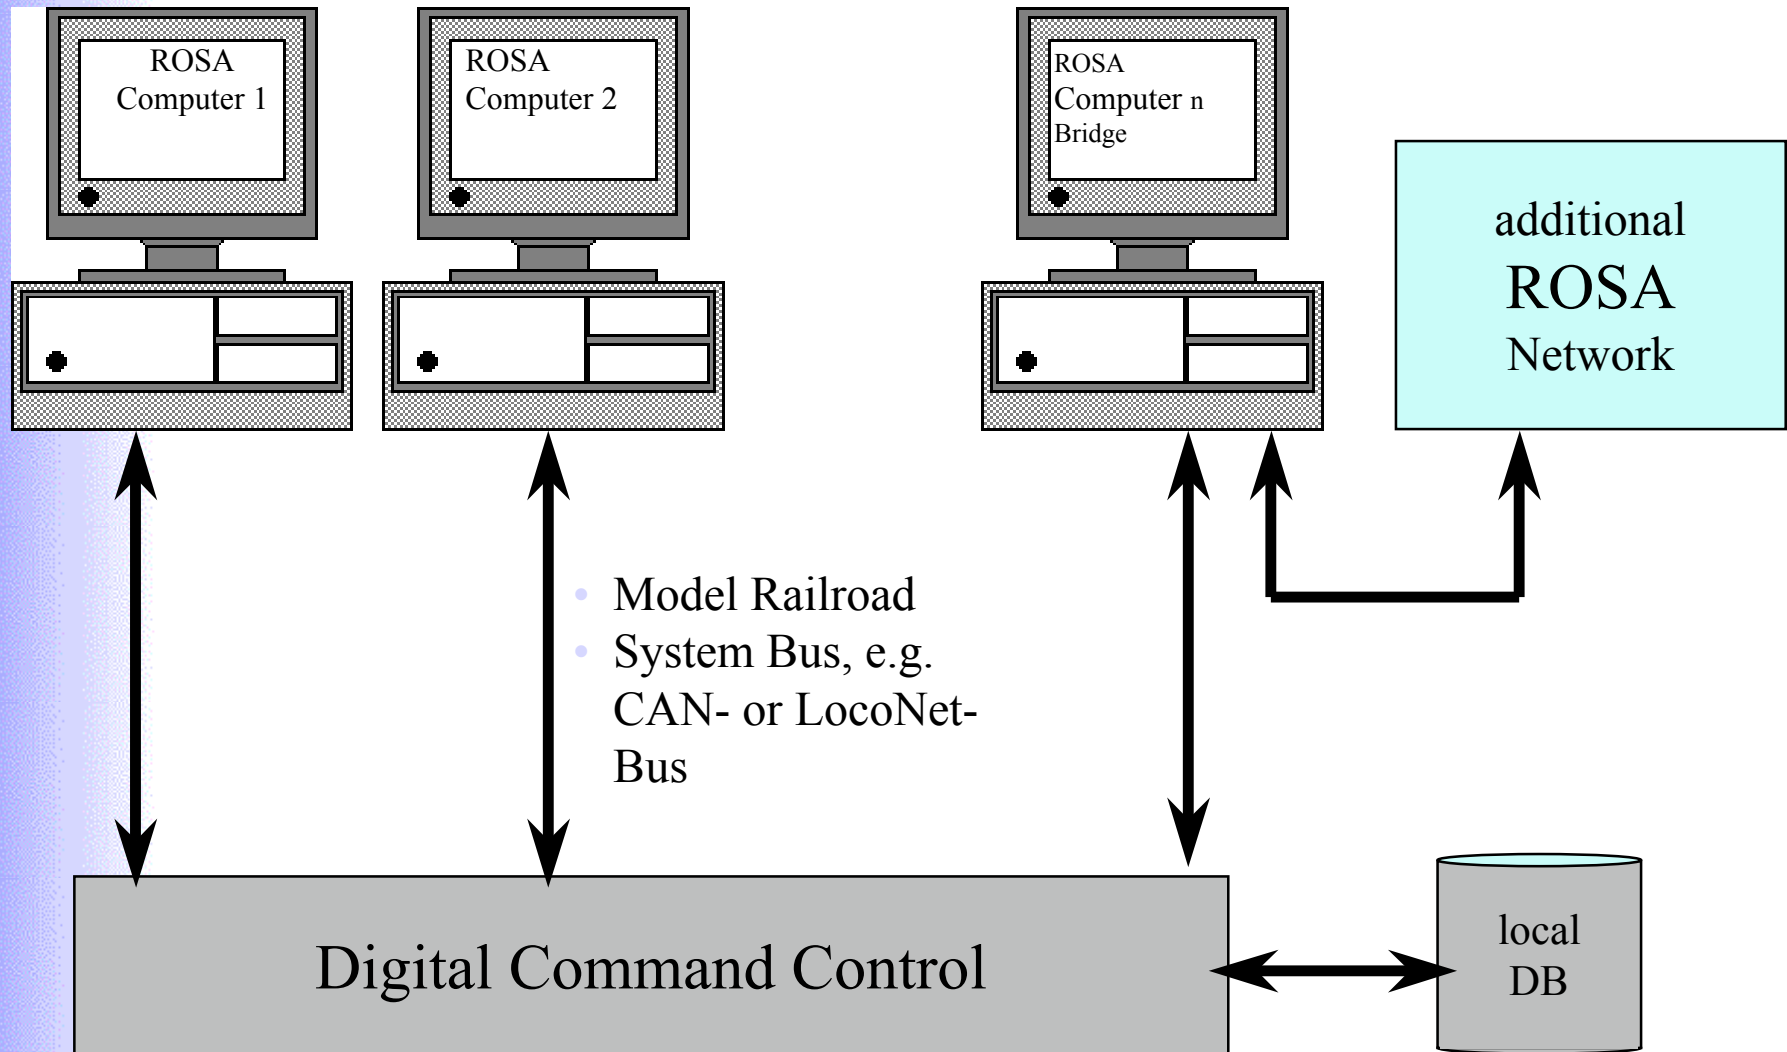 ROSA
Computer 1
ROSA
Computer 2
ROSA
Computer n
Bridge
additional
ROSA
Network
• Model Railroad
• System Bus, e.g.
CAN- or LocoNet-
Bus
Digital Command Control
local
DB